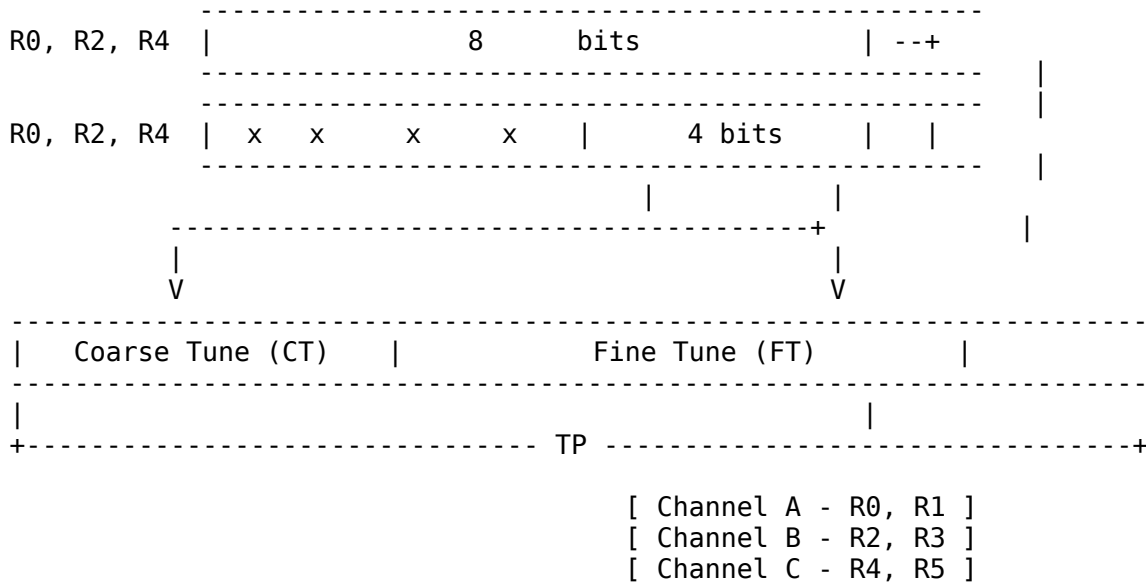 R0, R2, R4 | 8 bits | --+
R0, R2, R4 | x x x x | 4 bits | |
V V
| Coarse Tune (CT) | Fine Tune (FT) |
+-------------------------------- TP ---------------------------------+
[ Channel A - R0, R1 ]
[ Channel B - R2, R3 ]
[ Channel C - R4, R5 ]